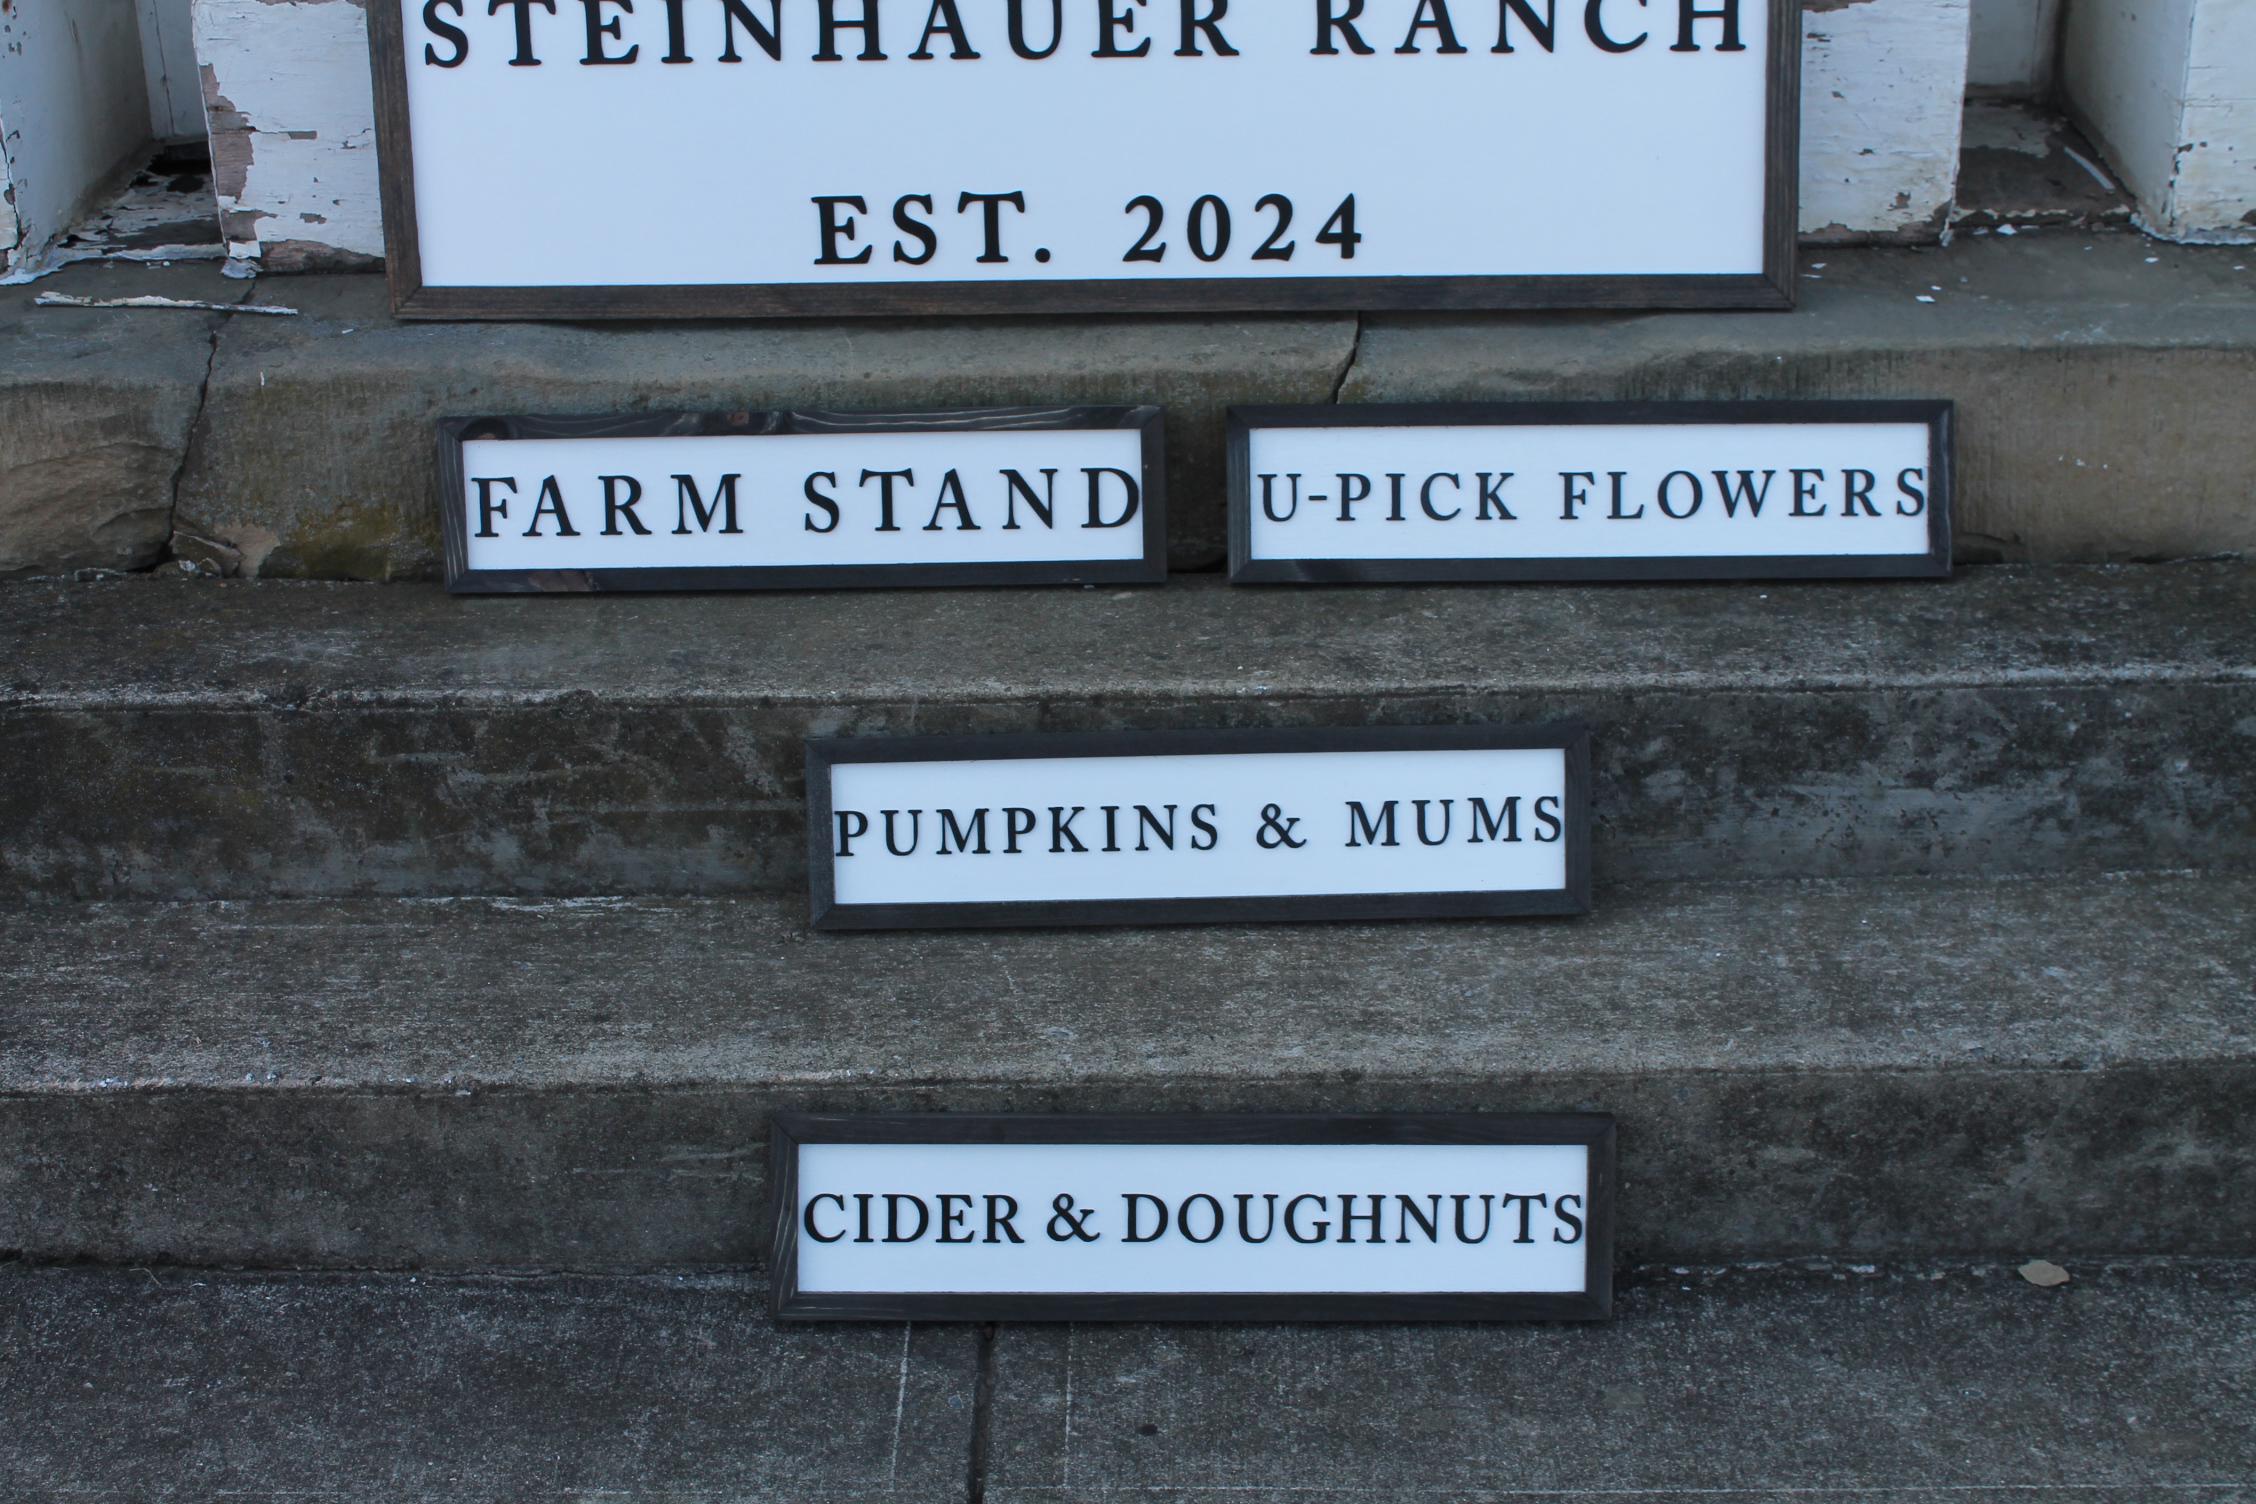 STEINHAUER RANCH
EST. 2024
FARM STAND
U-PICK FLOWERS
PUMPKINS & MUMS
CIDER & DOUGHNUTS